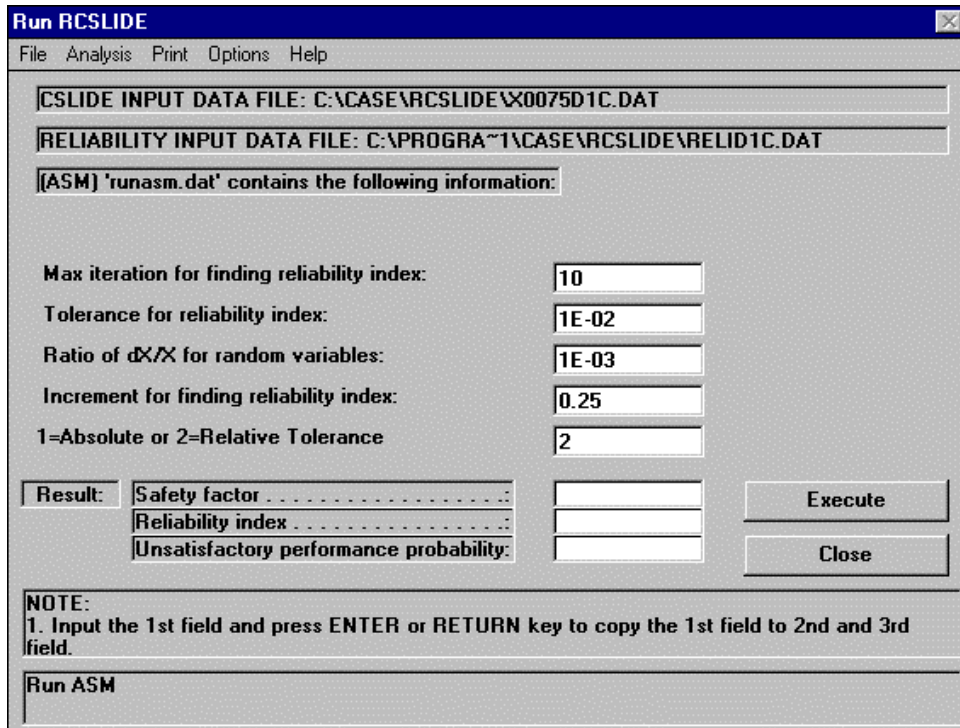 Run RCSLIDE
File Analysis Print Options Help
CSLIDE INPUT DATA FILE: C:\CASE\RCSLIDE\X0075D1C.DAT
RELIABILITY INPUT DATA FILE: C:\PROGRA~1\CASE\RCSLIDE\RELID1C.DAT
(ASM) 'runasm.dat' contains the following information:
Max iteration for finding reliability index: 10
Tolerance for reliability index: 1E-02
Ratio of dX/X for random variables: 1E-03
Increment for finding reliability index: 0.25
1=Absolute or 2=Relative Tolerance 2
Result: Safety factor . . . . . . . . . . . . . . . . . .:
Execute
Reliability index . . . . . . . . . . . . . . . .:
Unsatisfactory performance probability:
Close
NOTE:
1. Input the 1st field and press ENTER or RETURN key to copy the 1st field to 2nd and 3rd
field.
Run ASM